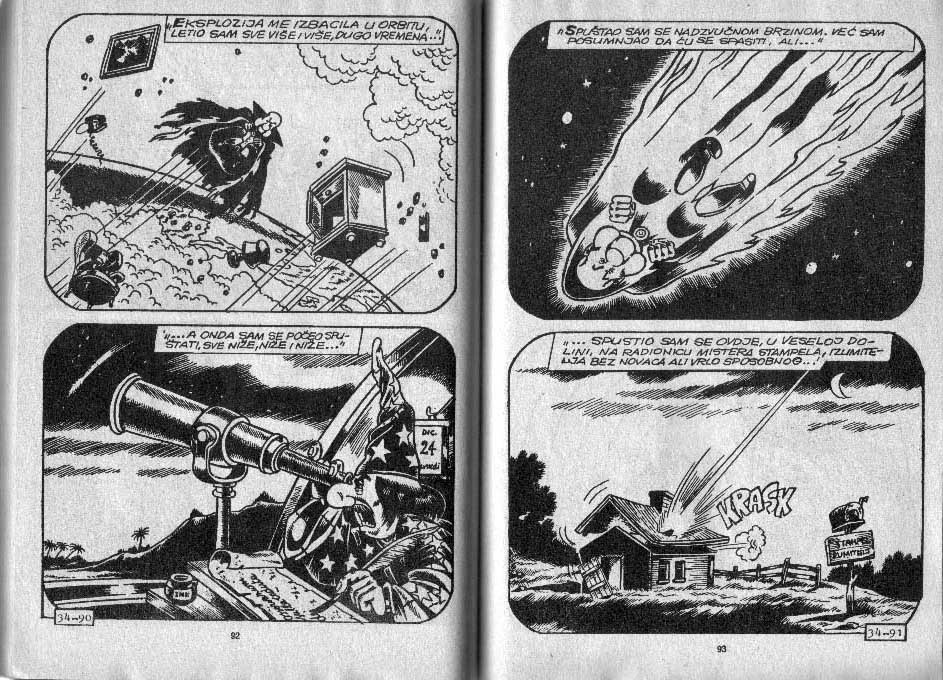 "EKSPLOZIJA ME IZBACILA U ORBITU,
LETIO SAM SVE VIŠE I VIŠE, DUGO VREMENA..."
"...A ONDA SAM SE POČEO SPU-
ŠTATI, SVE NIŽE, NIŽE I NIŽE..."
DIC.
24
INK
34-90
92
"SPUŠTAO SAM SE NADZVUČNOM BRZINOM. VEĆ SAM
POSUMNJAO DA ĆU SE SPASITI, ALI..."
"... SPUSTIO SAM SE OVDJE, U VESELOJ DO-
LINI, NA RADIONICU MISTERA STAMPELA, IZUMITE-
LJA BEZ NOVACA ALI VRLO SPOSOBNOG...!
KRASK
34-91
93